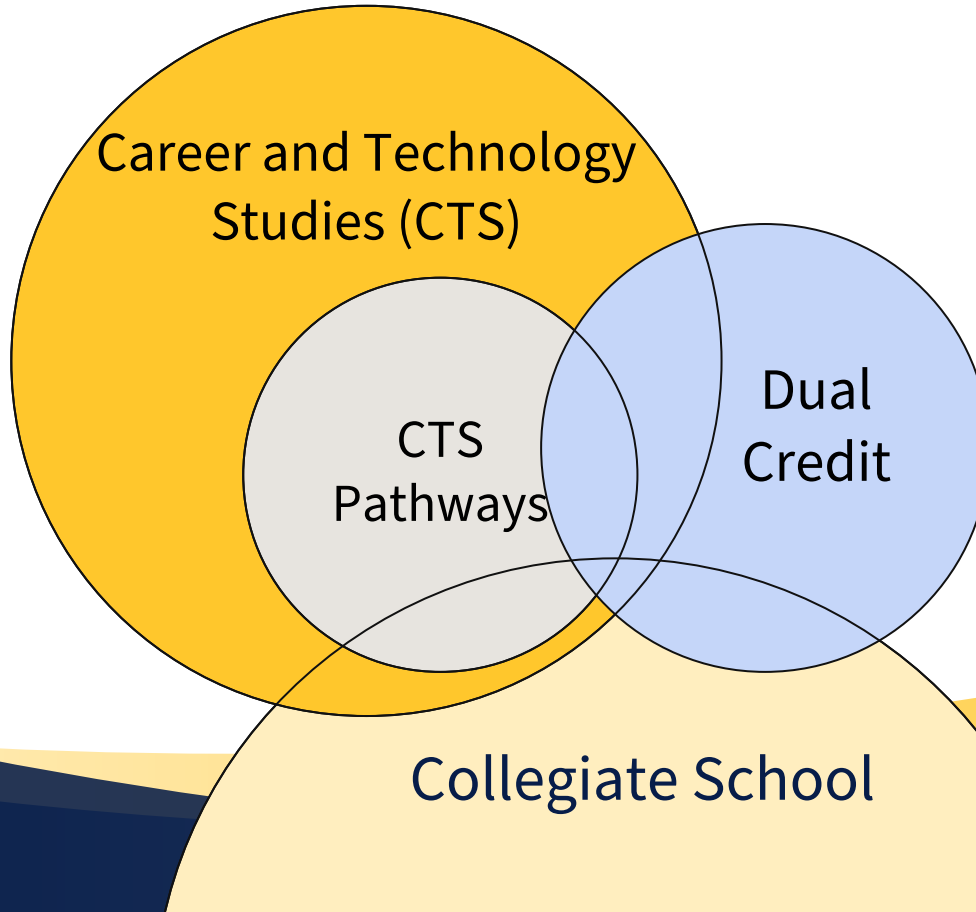 Career and Technology
Studies (CTS)
Dual
Credit
CTS
Pathways
Collegiate School